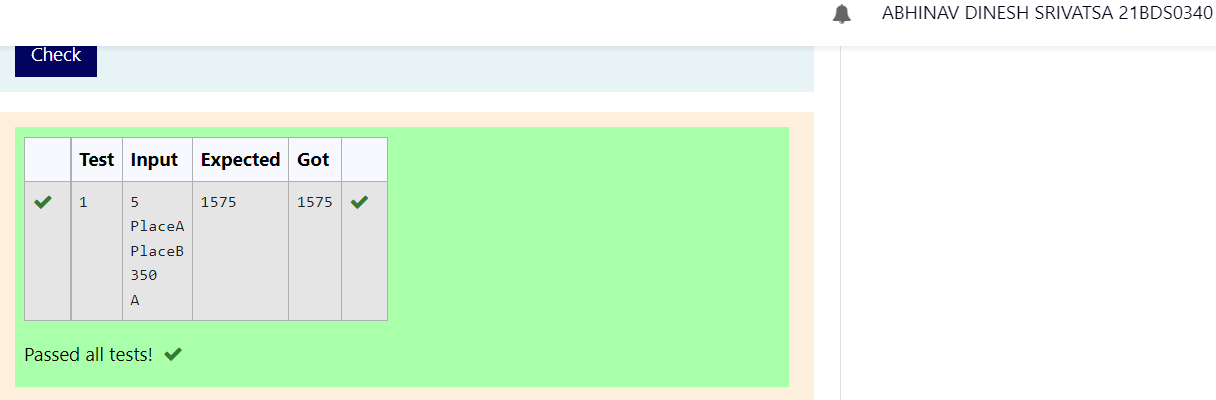 ABHINAV DINESH SRIVATSA 21BDS0340
Check
Test Input Expected Got
1 5 1575 1575
PlaceA
PlaceB
350
A
Passed all tests!